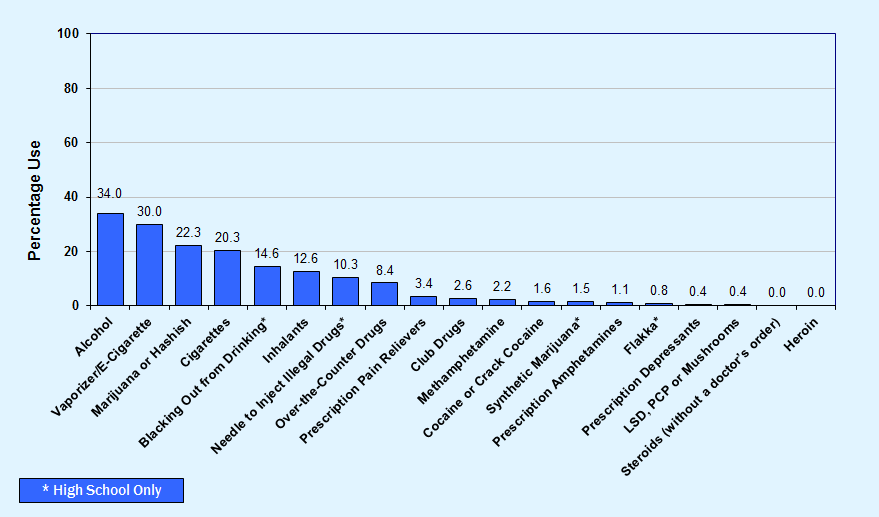 Percentage Use
100
80
60
40
20
0
34.0
30.0
22.3
20.3
14.6
12.6
10.3
8.4
3.4
2.6
2.2
1.6
1.5
1.1
0.8
0.4
0.4
0.0
0.0
Alcohol
Vaporizer/E-Cigarette
Marijuana or Hashish
Cigarettes
Blacking Out from Drinking*
Inhalants
Needle to Inject Illegal Drugs*
Over-the-Counter Drugs
Prescription Pain Relievers
Club Drugs
Methamphetamine
Cocaine or Crack Cocaine
Synthetic Marijuana*
Prescription Amphetamines
Flakka*
Prescription Depressants
LSD, PCP or Mushrooms
Steroids (without a doctor's order)
Heroin
* High School Only